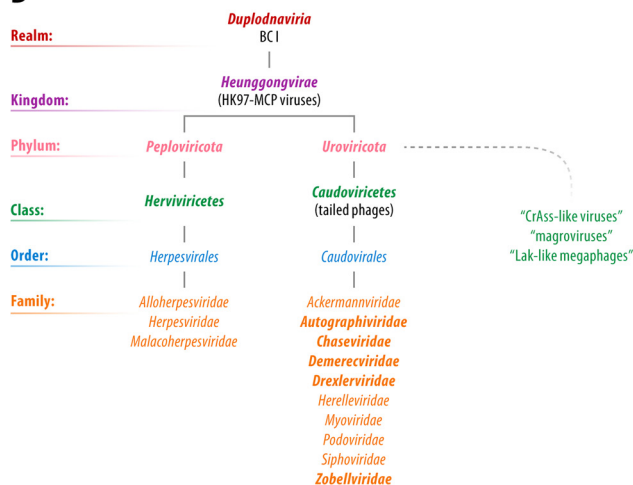 Realm:
Duplodnaviria
BC I
Kingdom:
Heunggongvirae
(HK97-MCP viruses)
Phylum:
Peploviricota
Uroviricota
Class:
Herviviricetes
Caudoviricetes
(tailed phages)
“CrAss-like viruses”
“magroviruses”
“Lak-like megaphages”
Order:
Herpesvirales
Caudovirales
Family:
Alloherpesviridae
Herpesviridae
Malacoherpesviridae
Ackermannviridae
Autographiviridae
Chaseviridae
Demerecviridae
Drexlerviridae
Herelleviridae
Myoviridae
Podoviridae
Siphoviridae
Zobellviridae